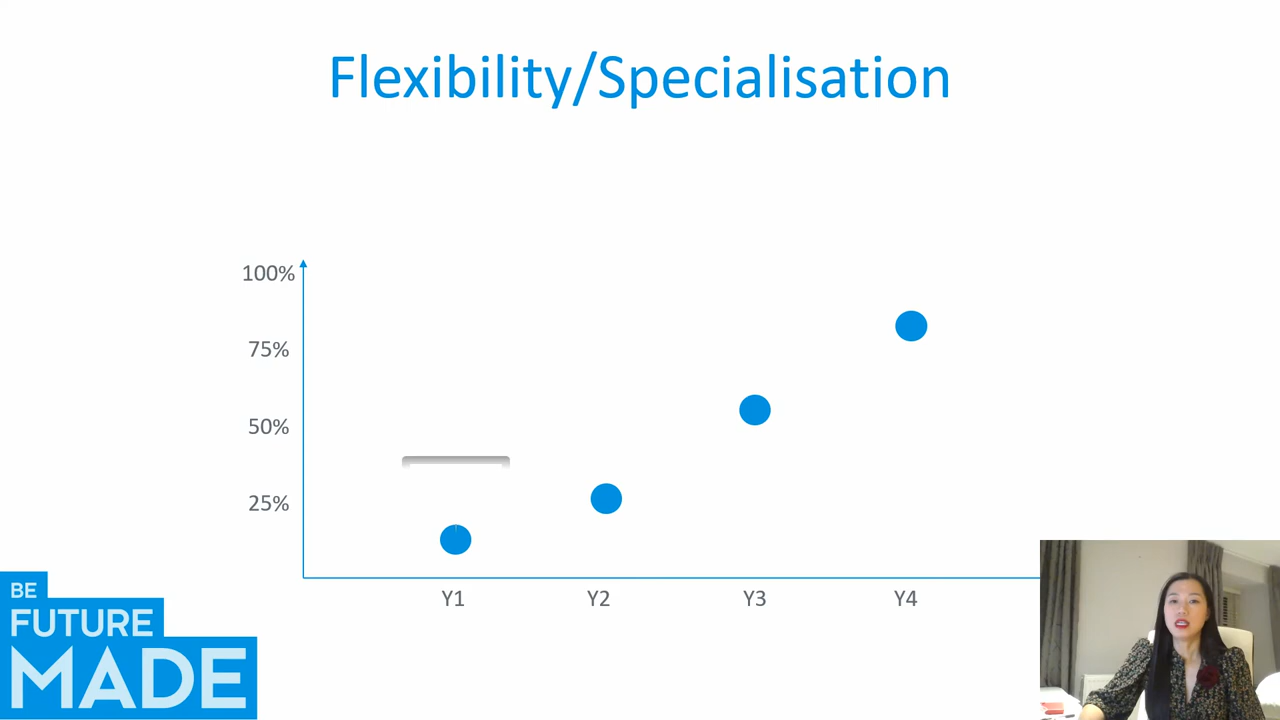 Flexibility/Specialisation
100%
75%
50%
25%
Y1
Y2
Y3
Y4
BE
FUTURE
MADE